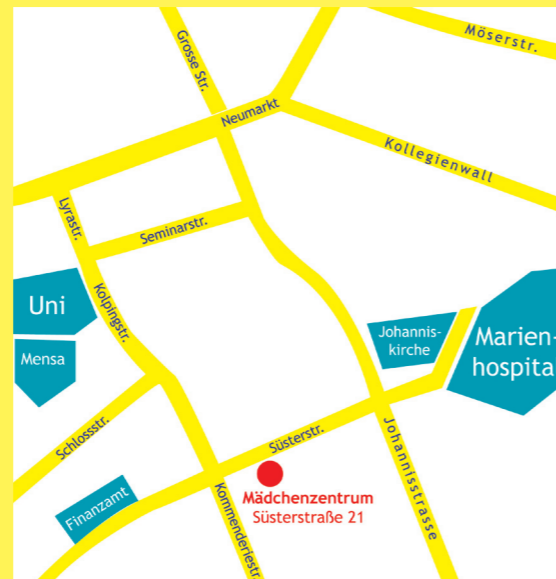 Möserstr.
Grosse Str.
Neumarkt
Kollegienwall
Lyrastr.
Seminarstr.
Uni
Kolpingstr.
Mensa
Johannis-
kirche
Marien-
hospita
Schlossstr.
Süsterstr.
Johannisstrasse
Finanzamt
Mädchenzentrum
Süsterstraße 21
Kommenderiestr